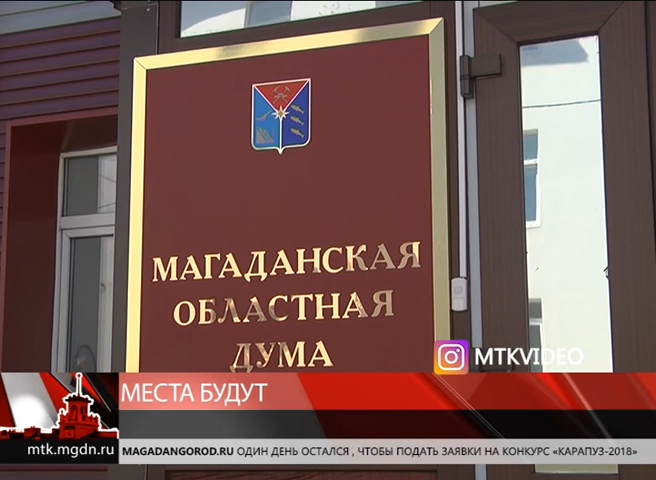 МАГАДАНСКАЯ
ОБЛАСТНАЯ
ДУМА
MTKVIDEO
МЕСТА БУДУТ
mtk.mgdn.ru
MAGADANGOROD.RU ОДИН ДЕНЬ ОСТАЛСЯ , ЧТОБЫ ПОДАТЬ ЗАЯВКИ НА КОНКУРС «КАРАПУЗ-2018»